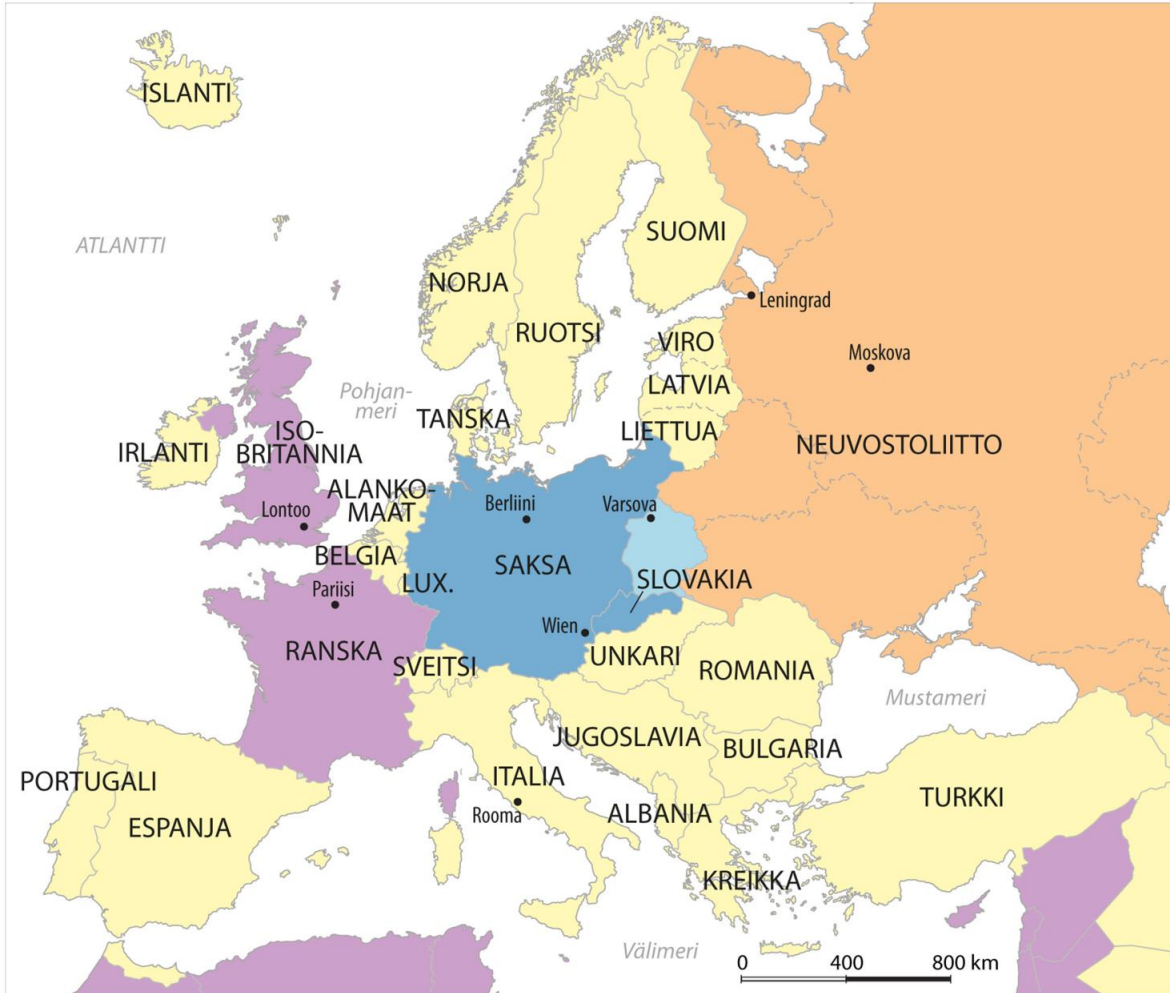 ISLANTI
ATLANTTI
SUOMI
NORJA
Leningrad
RUOTSI
VIRO
Moskova
LATVIA
Pohjan-
meri
TANSKA
LIETTUA
NEUVOSTOLIITTO
IRLANTI
ISO-
BRITANNIA
ALANKO-
MAAT
Lontoo
Berliini
Varsova
BELGIA
SAKSA
LUX.
SLOVAKIA
Pariisi
Wien
RANSKA
SVEITSI
UNKARI
ROMANIA
Mustameri
JUGOSLAVIA
BULGARIA
PORTUGALI
ITALIA
TURKKI
ESPANJA
Rooma
ALBANIA
KREIKKA
Välimeri
0 400 800 km